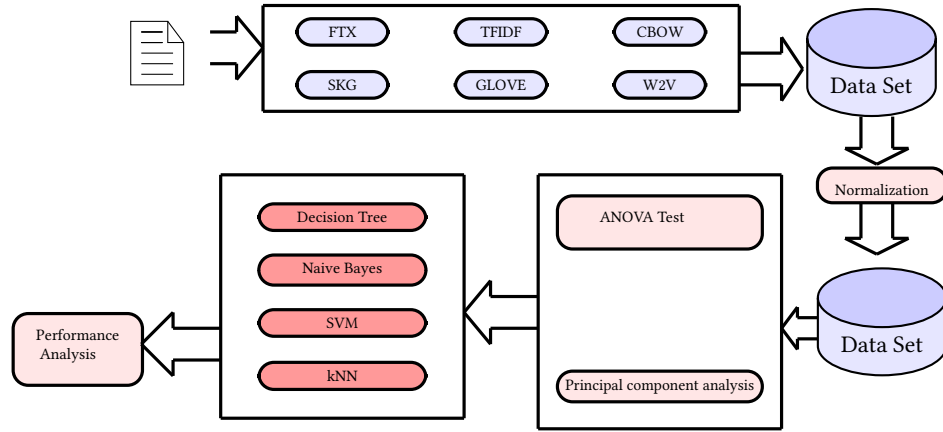 FTX
TFIDF
CBOW
SKG
GLOVE
W2V
Data Set
Normalization
Data Set
ANOVA Test
Principal component analysis
Decision Tree
Naive Bayes
SVM
kNN
Performance
Analysis